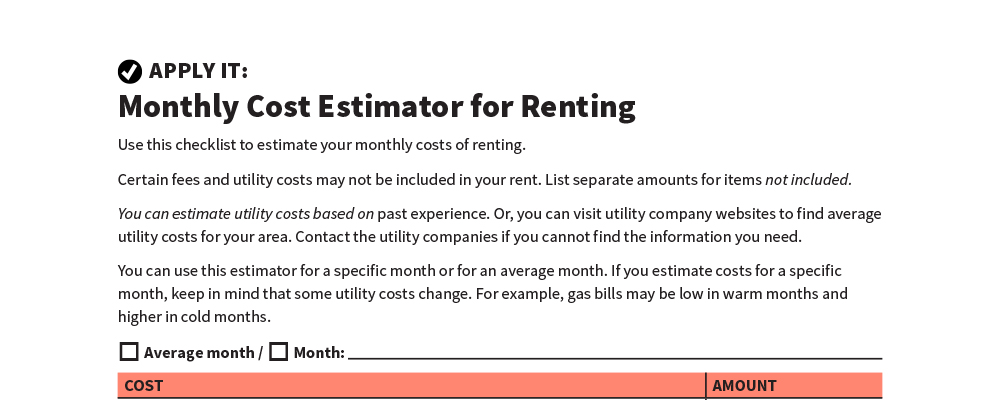 APPLY IT:
Monthly Cost Estimator for Renting
Use this checklist to estimate your monthly costs of renting.
Certain fees and utility costs may not be included in your rent. List separate amounts for items not included.
You can estimate utility costs based on past experience. Or, you can visit utility company websites to find average
utility costs for your area. Contact the utility companies if you cannot find the information you need.
You can use this estimator for a specific month or for an average month. If you estimate costs for a specific
month, keep in mind that some utility costs change. For example, gas bills may be low in warm months and
higher in cold months.
Average month / Month:
COST AMOUNT